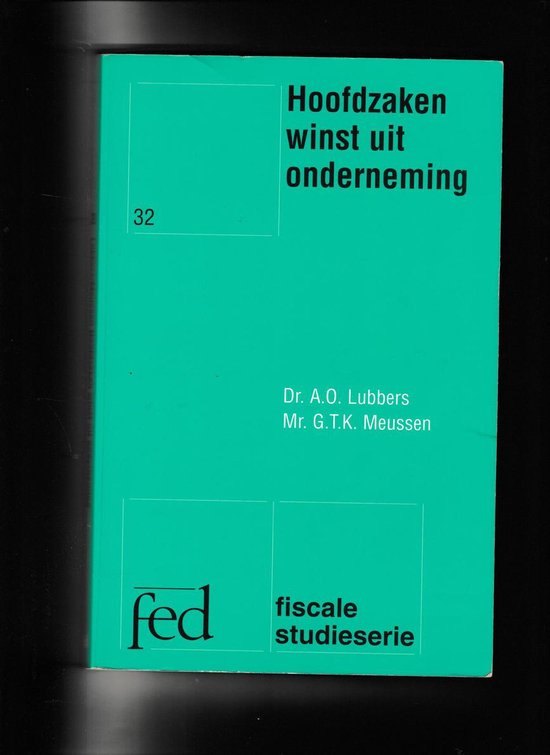 Hoofdzaken
winst uit
onderneming
32
Dr. A.O. Lubbers
Mr. G.T.K. Meussen
fed
fiscale
studieserie